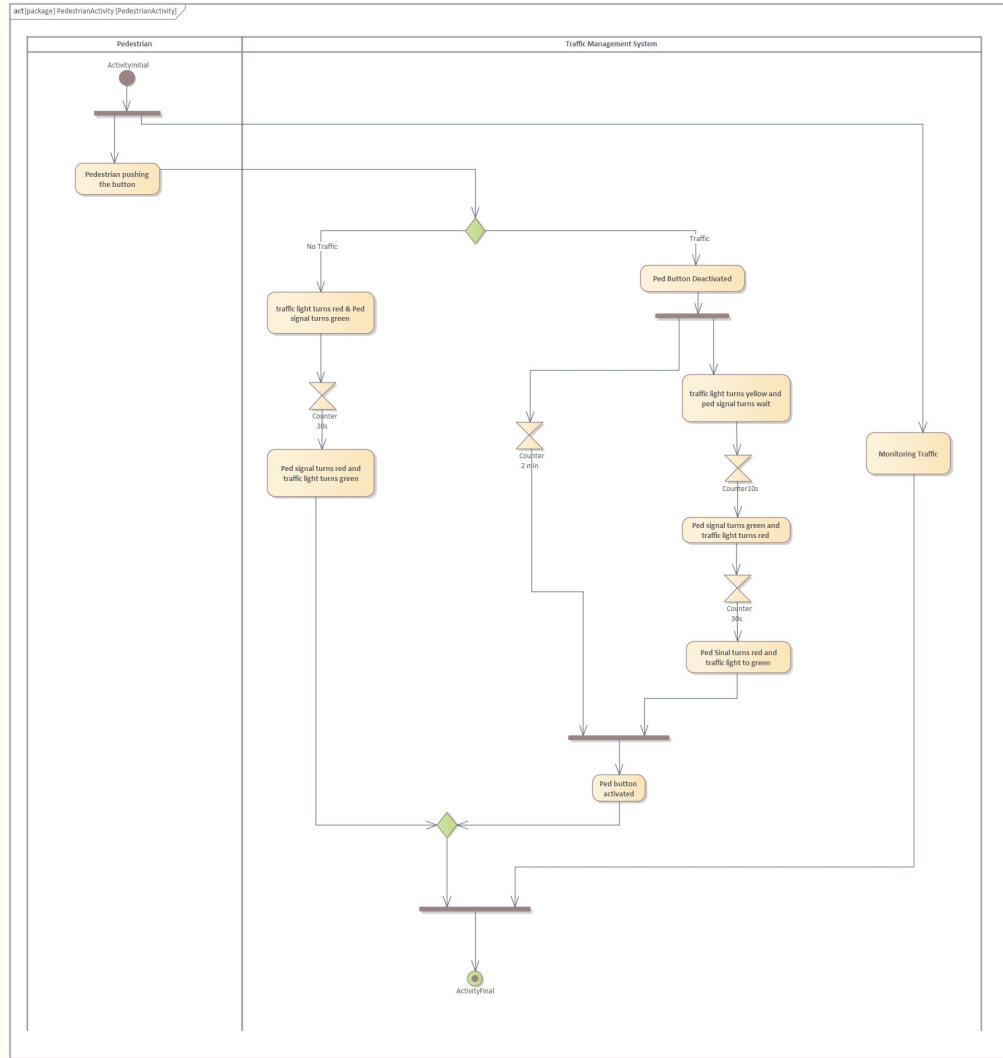 act [package] PedestrianActivity [PedestrianActivity]
Pedestrian
Traffic Management System
ActivityInitial
Pedestrian pushing
the button
No Traffic
Traffic
Ped Button Deactivated
traffic light turns red & Ped
signal turns green
traffic light turns yellow and
ped signal turns wait
Counter
30s
Counter
2 min
Monitoring Traffic
Ped signal turns red and
traffic light turns green
Counter10s
Ped signal turns green and
traffic light turns red
Counter
30s
Ped Sinal turns red and
traffic light to green
Ped button
activated
ActivityFinal